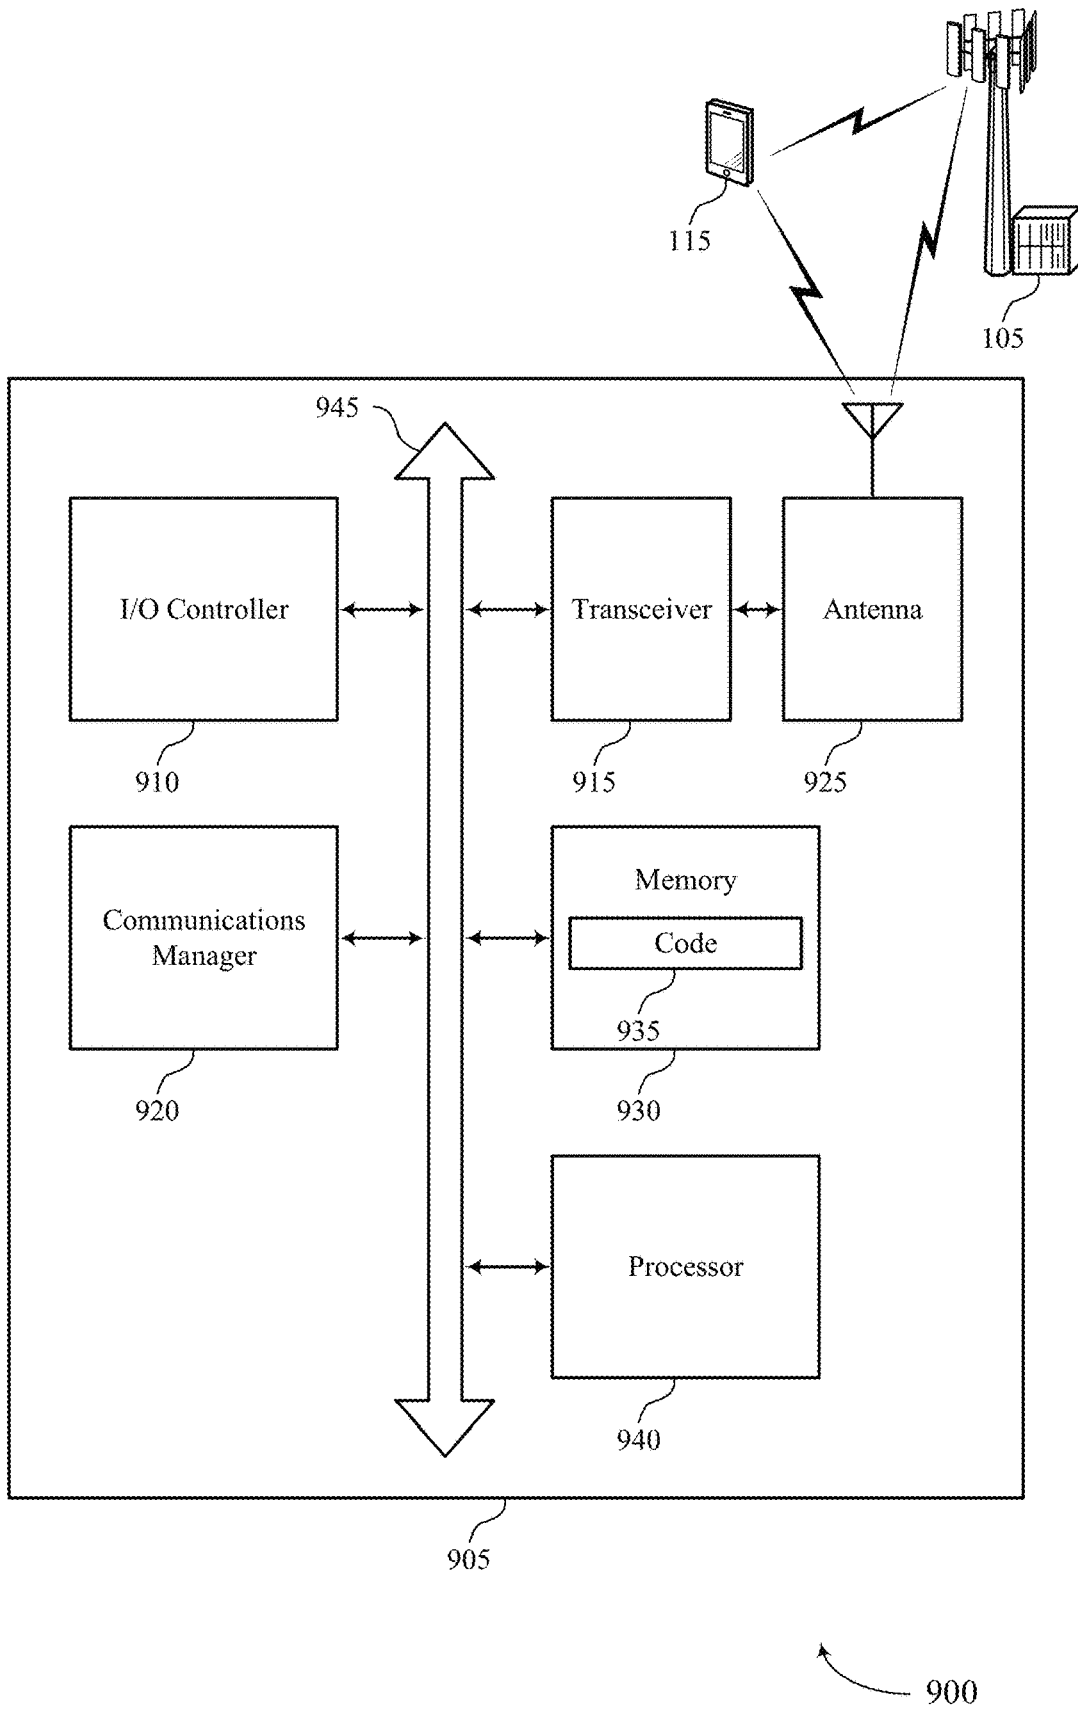 115
105
945
I/O Controller
Transceiver
Antenna
910
915
925
Communications
Manager
Memory
Code
935
920
930
Processor
940
905
900